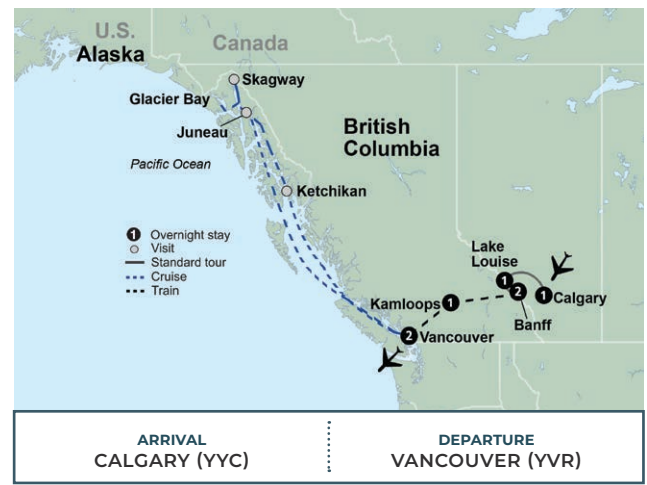 U.S.
Alaska
Canada
Skagway
Glacier Bay
Juneau
British
Columbia
Pacific Ocean
Ketchikan
1 Overnight stay
Visit
Standard tour
Cruise
Train
Lake
Louise
1
2
1 Calgary
Kamloops 1
Banff
2 Vancouver
ARRIVAL
CALGARY (YYC)
DEPARTURE
VANCOUVER (YVR)